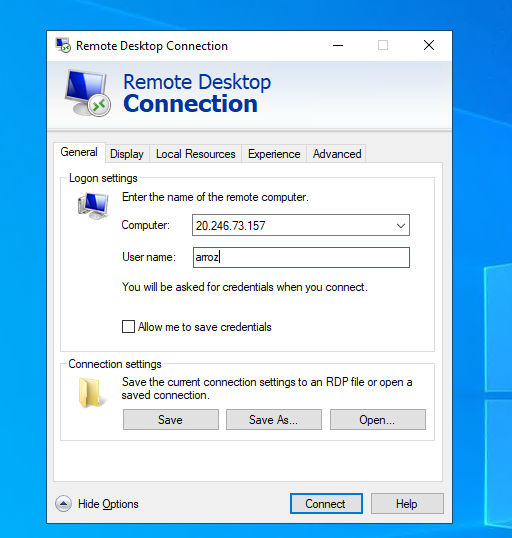 Remote Desktop Connection
Remote Desktop
Connection
General Display Local Resources Experience Advanced
Logon settings
Enter the name of the remote computer.
Computer: 20.246.73.157
User name: arroz
You will be asked for credentials when you connect.
Allow me to save credentials
Connection settings
Save the current connection settings to an RDP file or open a
saved connection.
Save Save As... Open...
Hide Options Connect Help